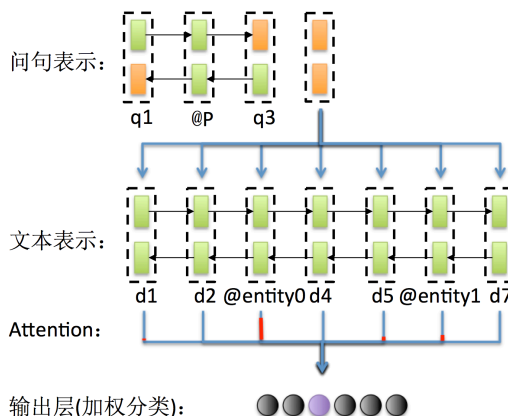 问句表示：
q1 @P q3
文本表示：
d1 d2 @entity0 d4 d5 @entity1 d7
Attention：
输出层(加权分类)：